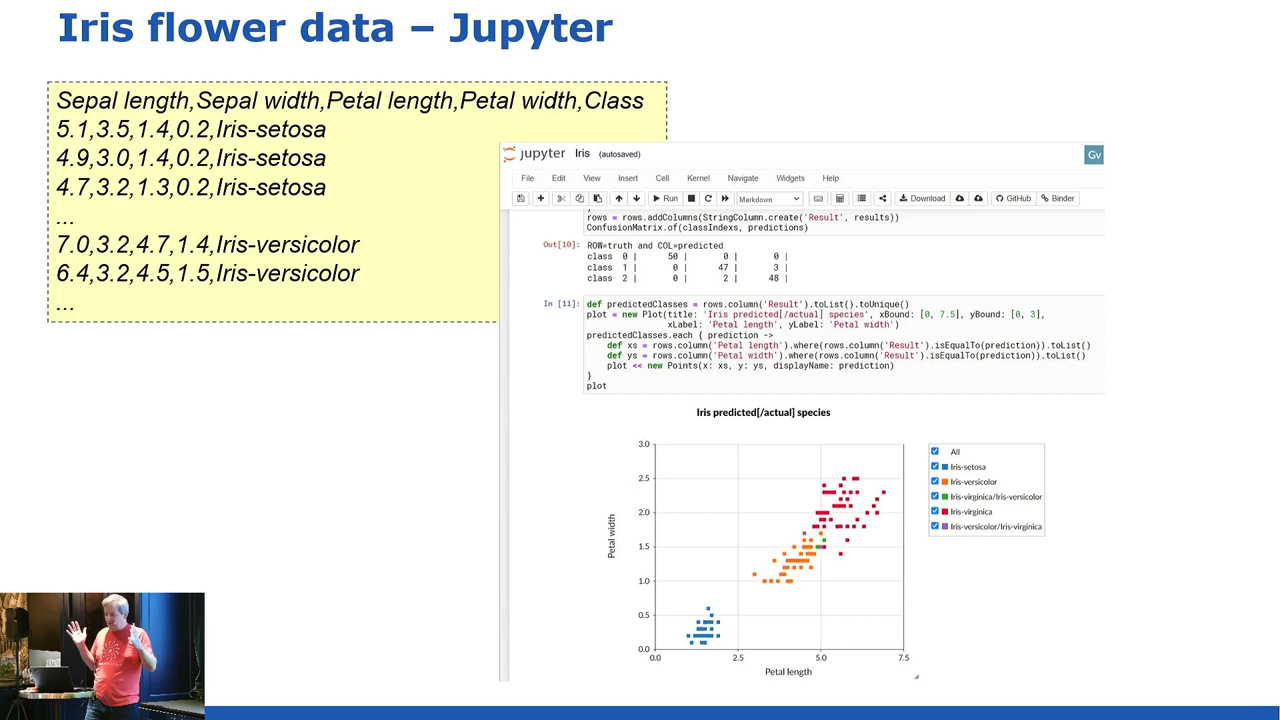 Iris flower data – Jupyter
Sepal length,Sepal width,Petal length,Petal width,Class
5.1,3.5,1.4,0.2,Iris-setosa
4.9,3.0,1.4,0.2,Iris-setosa
4.7,3.2,1.3,0.2,Iris-setosa
...
7.0,3.2,4.7,1.4,Iris-versicolor
6.4,3.2,4.5,1.5,Iris-versicolor
...
jupyter Iris (autosaved) Gv
File Edit View Insert Cell Kernel Navigate Widgets Help
Run Markdown Download GitHub Binder
rows = rows.addColumns(StringColumn.create('Result', results))
ConfusionMatrix.of(classIndexs, predictions)
Out[10]: ROW=truth and COL=predicted
class 0 | 50 | 0 | 0 |
class 1 | 0 | 47 | 3 |
class 2 | 0 | 2 | 48 |
In [11]: def predictedClasses = rows.column('Result').toList().toUnique()
plot = new Plot(title: 'Iris predicted[/actual] species', xBound: [0, 7.5], yBound: [0, 3],
xLabel: 'Petal length', yLabel: 'Petal width')
predictedClasses.each { prediction ->
def xs = rows.column('Petal length').where(rows.column('Result').isEqualTo(prediction)).toList()
def ys = rows.column('Petal width').where(rows.column('Result').isEqualTo(prediction)).toList()
plot << new Points(x: xs, y: ys, displayName: prediction)
}
plot
Iris predicted[/actual] species
3.0
2.5
2.0
1.5
1.0
0.5
0.0
Petal width
0.0 2.5 5.0 7.5
Petal length
All
Iris-setosa
Iris-versicolor
Iris-virginica/Iris-versicolor
Iris-virginica
Iris-versicolor/Iris-virginica